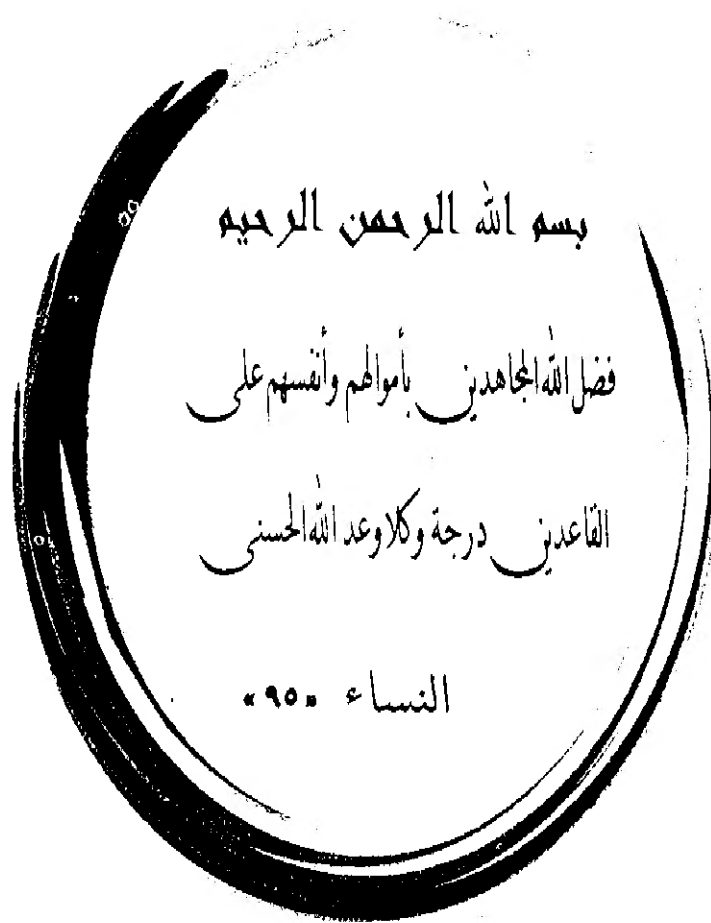 بسم الله الرحمن الرحيم
فضل الله المجاهدين بأموالهم وأنفسهم على
القاعدين درجة وكلا وعد الله الحسنى
النساء «٩٥»